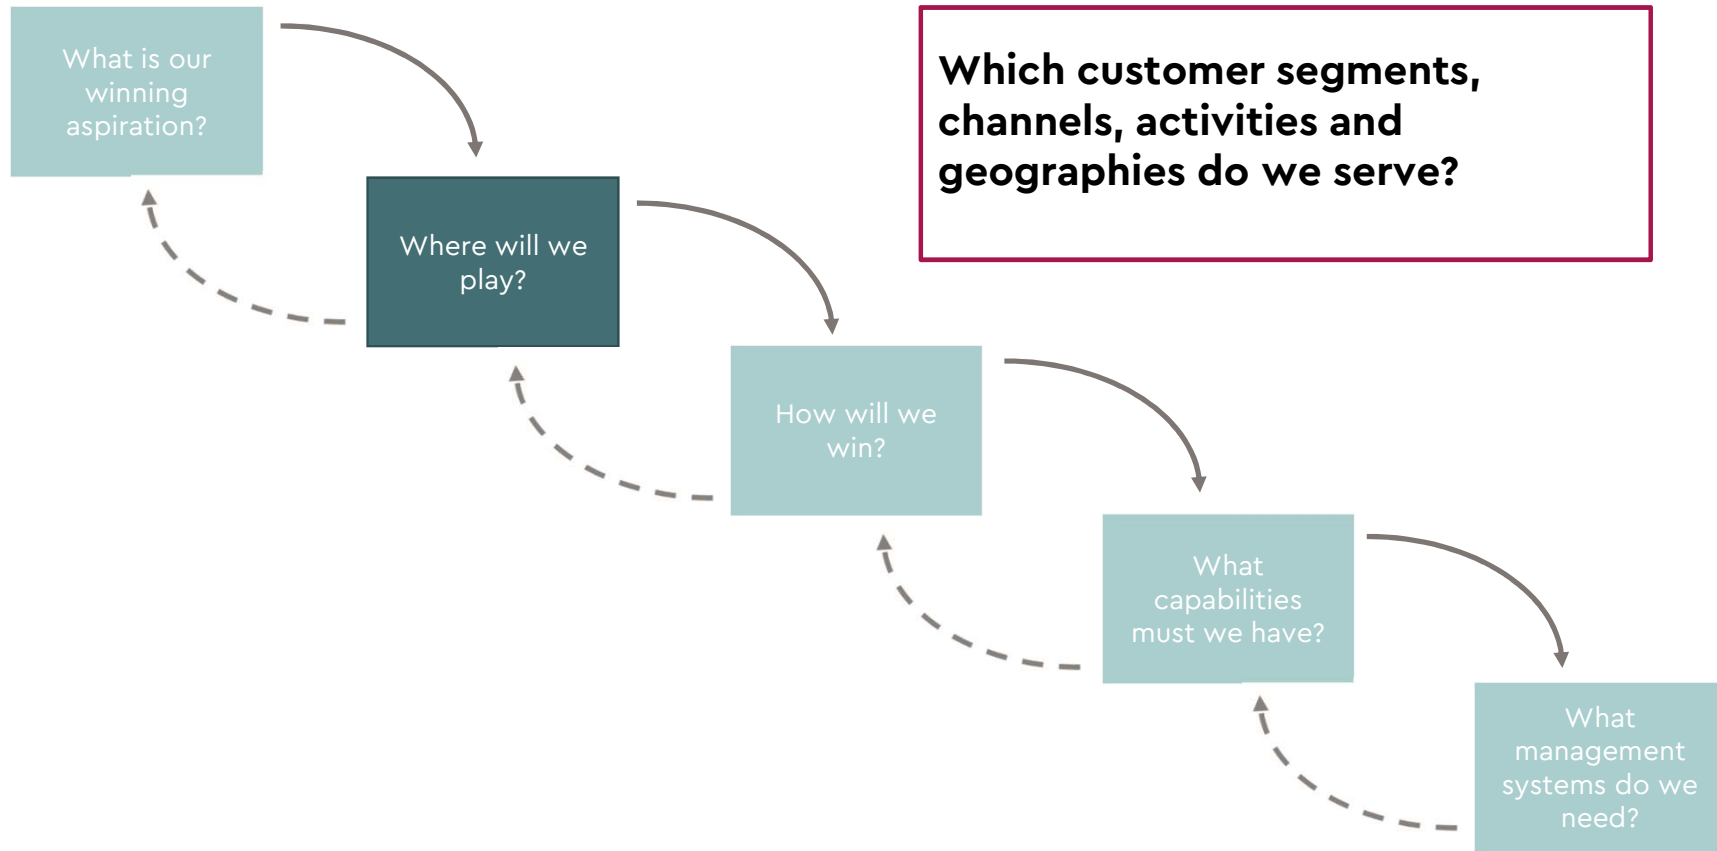 What is our
winning
aspiration?
Which customer segments,
channels, activities and
geographies do we serve?
Where will we
play?
How will we
win?
What
capabilities
must we have?
What
management
systems do we
need?